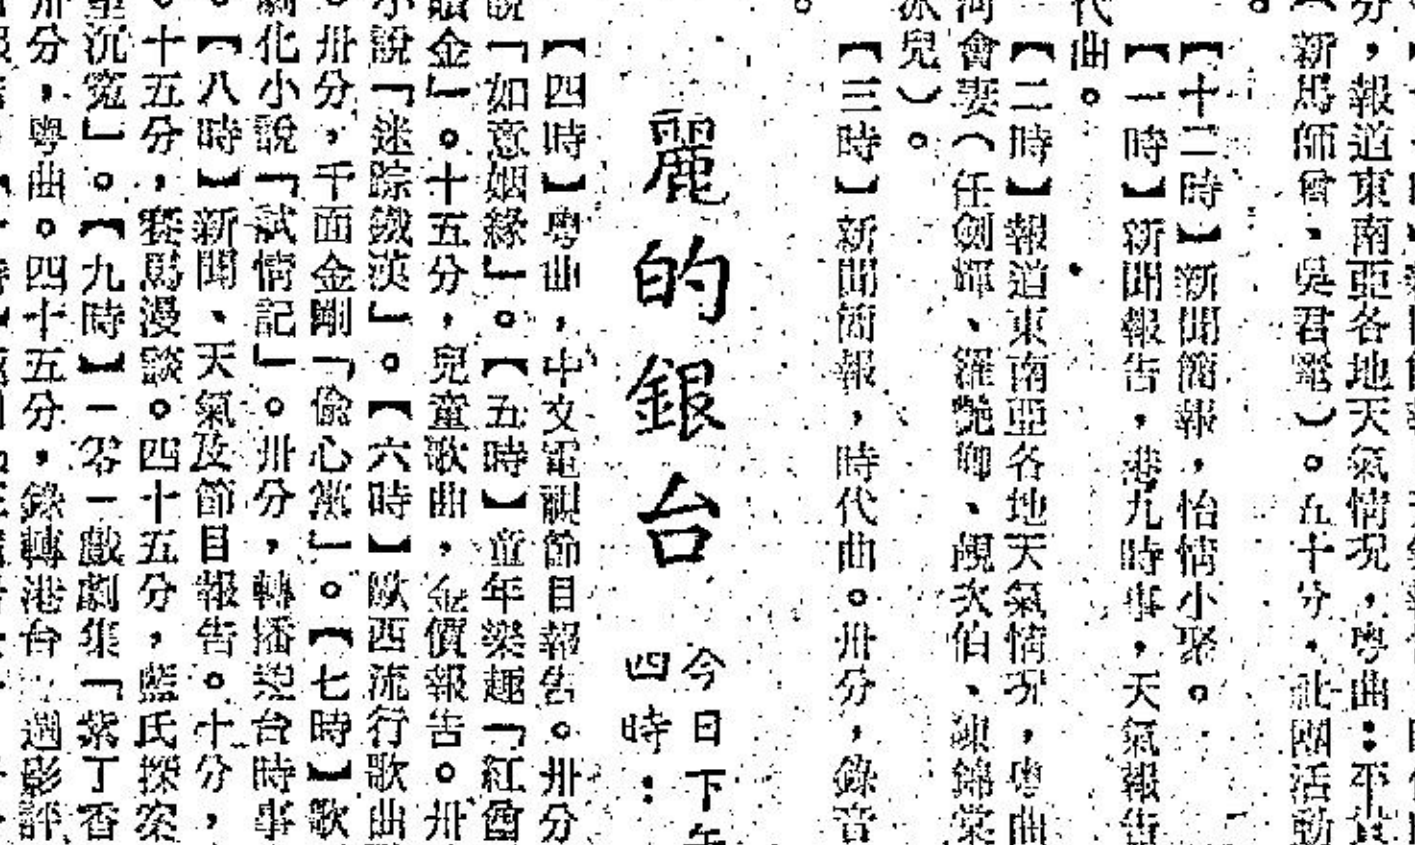 分，報道東南亞各地天氣情況，粵曲：平貴
（新馬師曾、吳君麗）。五十分，社團活動
【十二時】新聞簡報，怡情小聚。
【一時】新聞報告，港九時事，天氣報告
代曲。
【二時】報道東南亞各地天氣情況，粵曲
河會妻（任劍輝、羅艷卿、靚次伯、陳錦棠
冰兒）。
【三時】新聞簡報，時代曲。卅分，錄音
麗的銀台
今日下午
四時：
【四時】粵曲，中文電視節目報告。卅分
說「如意姻緣」。【五時】童年樂趣「紅舊
續金」。十五分，兒童歌曲，金價報告。卅
小說「迷踪鐵漢」。【六時】歐西流行歌曲
。卅分，千面金剛「偷心黨」。【七時】歌
劇化小說「試情記」。卅分，轉播港台時事
【八時】新聞、天氣及節目報告。十分，
。十五分，賽馬漫談。四十五分，藍氏探案
沉寃」。【九時】一零一戲劇集「紫丁香
卅分，粵曲。四十五分，錄轉港台 週影評